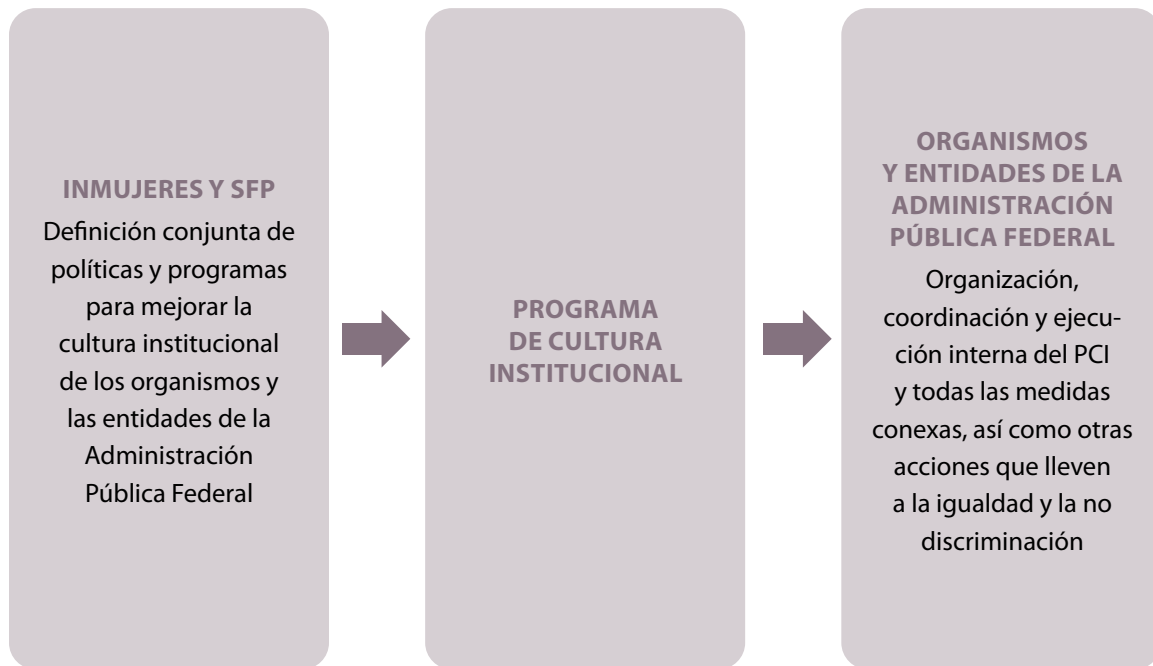 INMUJERES Y SFP
Definición conjunta de
políticas y programas
para mejorar la
cultura institucional
de los organismos y
las entidades de la
Administración
Pública Federal
PROGRAMA
DE CULTURA
INSTITUCIONAL
ORGANISMOS
Y ENTIDADES DE LA
ADMINISTRACIÓN
PÚBLICA FEDERAL
Organización,
coordinación y ejecu-
ción interna del PCI
y todas las medidas
conexas, así como otras
acciones que lleven
a la igualdad y la no
discriminación